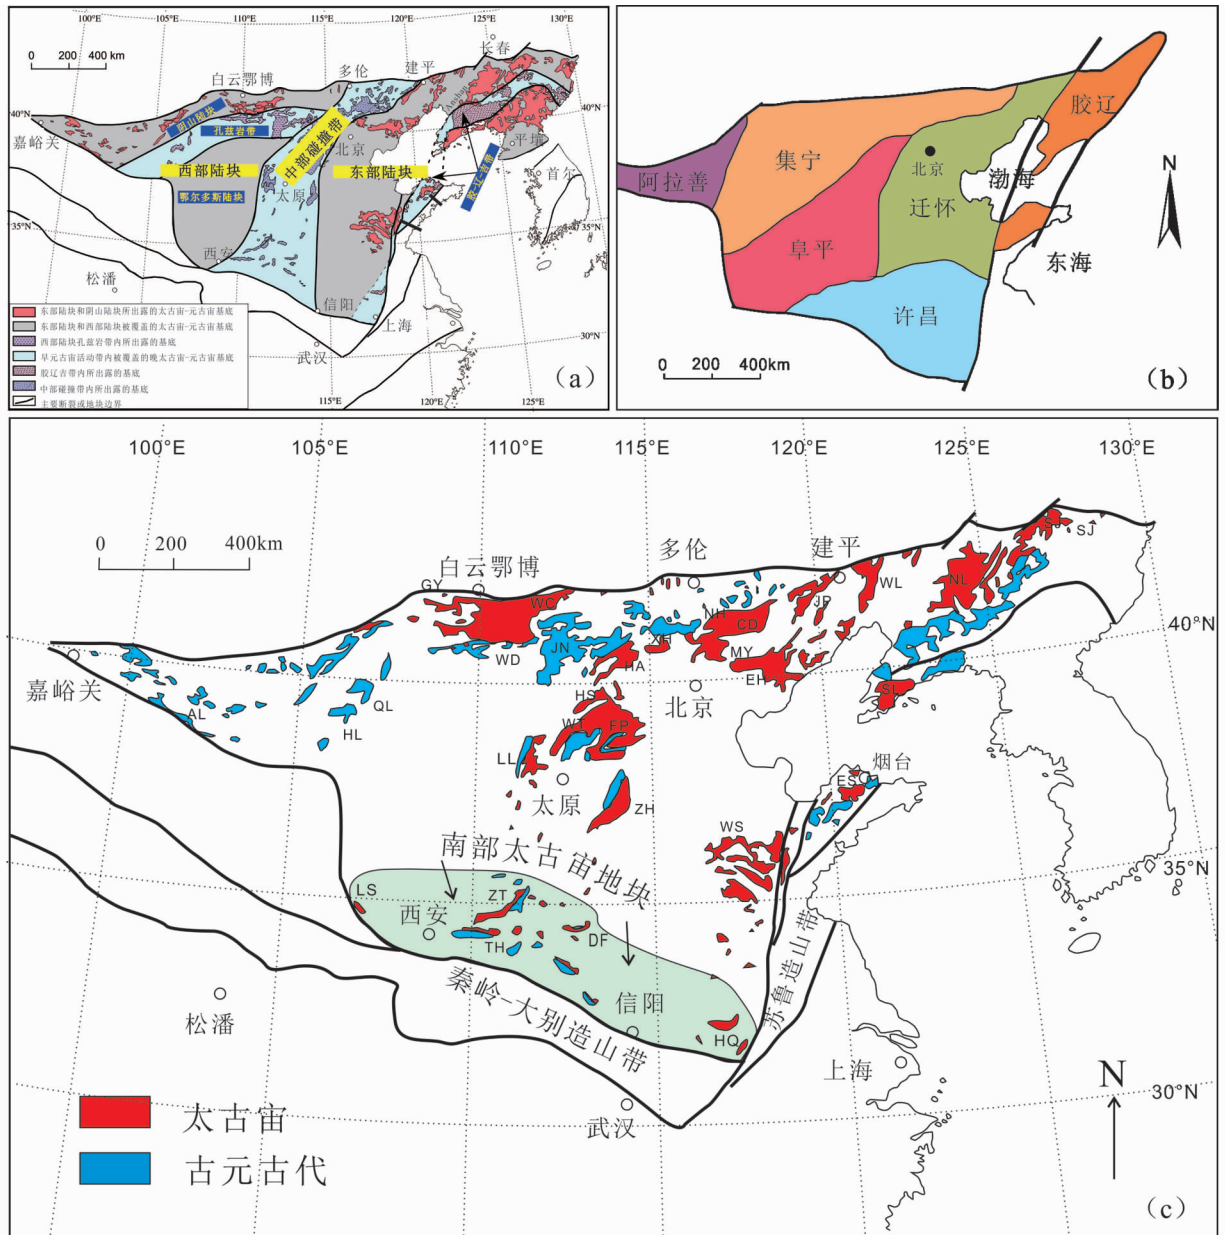 100°E
105°E
110°E
115°E
120°E
125°E
130°E
0 200 400 km
长春
多伦
建平
白云鄂博
Anshan
40°N
嘉峪关
阴山陆块
孔兹岩带
中部碰撞带
北京
平壤
40°N
西部陆块
东部陆块
胶-辽-吉带
首尔
鄂尔多斯陆块
太原
35°N
35°N
西安
松潘
信阳
上海
武汉
30°N
115°E
120°E
125°E
东部陆块和阴山陆块所出露的太古宙-元古宙基底
东部陆块和西部陆块被覆盖的太古宙-元古宙基底
西部陆块孔兹岩带内所出露的基底
早元古宙活动带内被覆盖的晚太古宙-元古宙基底
胶辽吉带内所出露的基底
中部碰撞带内所出露的基底
主要断裂或地块边界
(a)
胶辽
N
集宁
北京
渤海
阿拉善
迁怀
阜平
东海
许昌
0 200 400km
(b)
100°E
105°E
110°E
115°E
120°E
125°E
130°E
0 200 400km
SJ
多伦
建平
白云鄂博
GY
WC
NH
CD
JP
WL
NL
40°N
WD
JN
XH
MY
HA
EH
嘉峪关
AL
QL
HL
HS
北京
SL
WT
FP
LL
烟台
ES
太原
ZH
WS
南部太古宙地块
35°N
LS
ZT
西安
TH
DF
苏鲁造山带
秦岭-大别造山带
信阳
松潘
HQ
上海
N
30°N
武汉
太古宙
古元古代
(c)